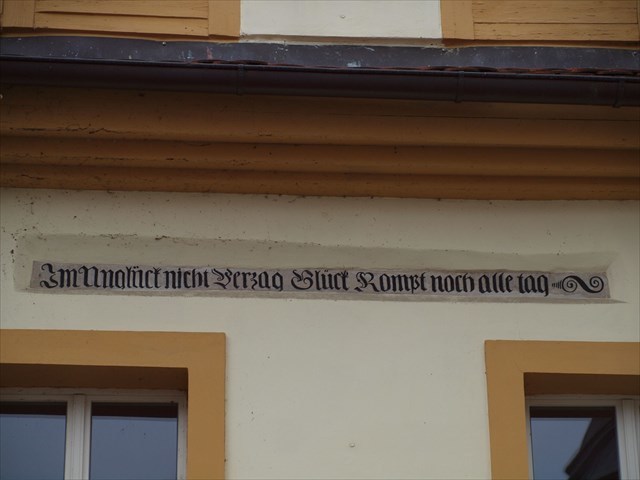 Im Unglück nicht Verzag Glück Kompt noch alle tag